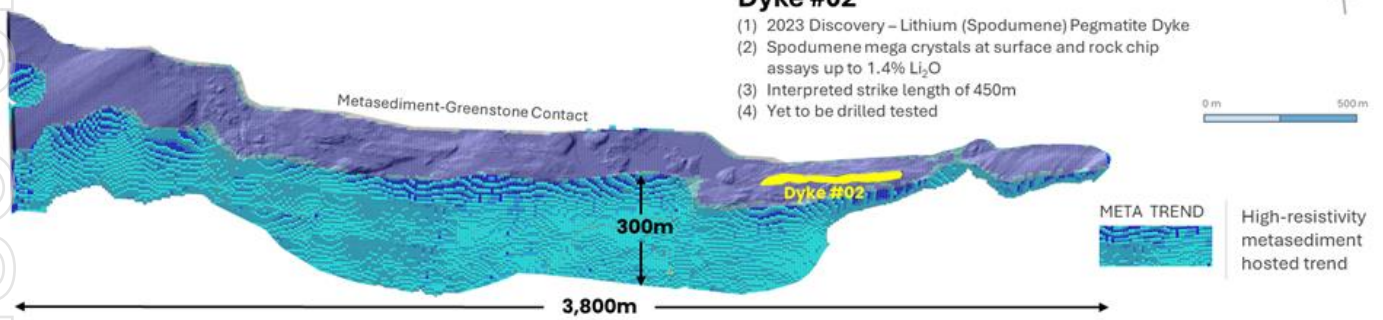 Dyke #02
(1) 2023 Discovery – Lithium (Spodumene) Pegmatite Dyke
(2) Spodumene mega crystals at surface and rock chip
assays up to 1.4% Li₂O
(3) Interpreted strike length of 450m
(4) Yet to be drilled tested
Metasediment-Greenstone Contact
0 m 500 m
Dyke #02
300m
META TREND
High-resistivity
metasediment
hosted trend
3,800m